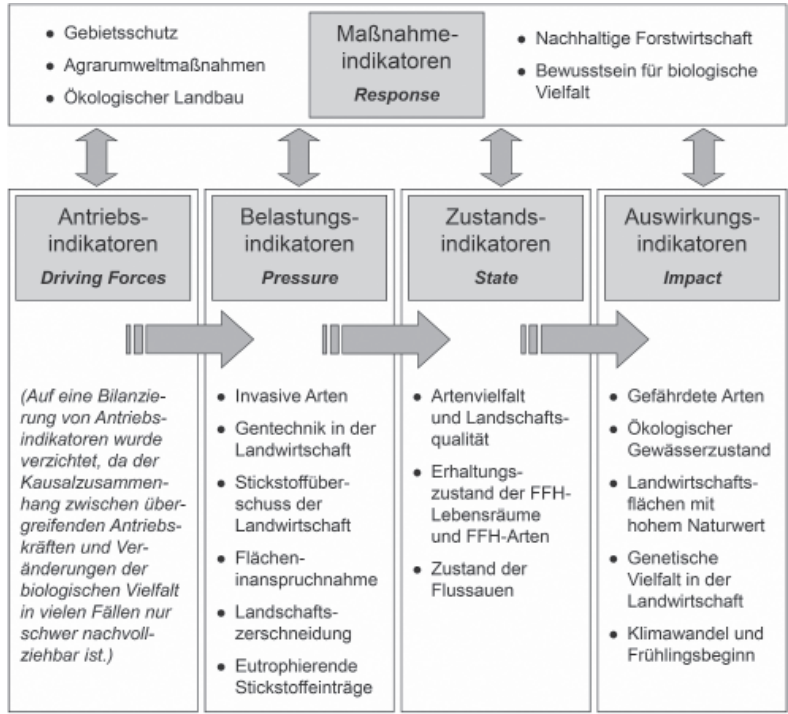 • Gebietsschutz
• Agrarumweltmaßnahmen
• Ökologischer Landbau
Maßnahme-
indikatoren
Response
• Nachhaltige Forstwirtschaft
• Bewusstsein für biologische
Vielfalt
Antriebs-
indikatoren
Driving Forces
(Auf eine Bilanzie-
rung von Antriebs-
indikatoren wurde
verzichtet, da der
Kausalzusammen-
hang zwischen über-
greifenden Antriebs-
kräften und Ver-
änderungen der
biologischen Vielfalt
in vielen Fällen nur
schwer nachvoll-
ziehbar ist.)
Belastungs-
indikatoren
Pressure
• Invasive Arten
• Gentechnik in der
Landwirtschaft
• Stickstoffüber-
schuss der
Landwirtschaft
• Flächen-
inanspruchnahme
• Landschafts-
zerschneidung
• Eutrophierende
Stickstoffeinträge
Zustands-
indikatoren
State
• Artenvielfalt
und Landschafts-
qualität
• Erhaltungs-
zustand der FFH-
Lebensräume
und FFH-Arten
• Zustand der
Flussauen
Auswirkungs-
indikatoren
Impact
• Gefährdete Arten
• Ökologischer
Gewässerzustand
• Landwirtschafts-
flächen mit
hohem Naturwert
• Genetische
Vielfalt in der
Landwirtschaft
• Klimawandel und
Frühlingsbeginn